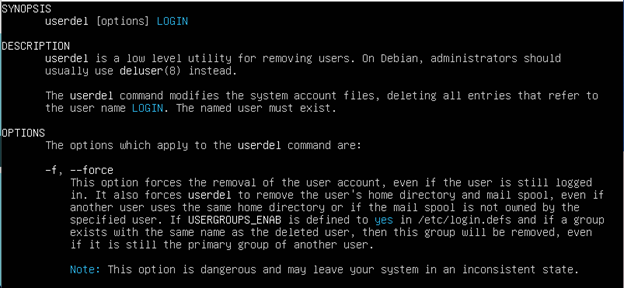 SYNOPSIS
userdel [options] LOGIN
DESCRIPTION
userdel is a low level utility for removing users. On Debian, administrators should
usually use deluser(8) instead.
The userdel command modifies the system account files, deleting all entries that refer to
the user name LOGIN. The named user must exist.
OPTIONS
The options which apply to the userdel command are:
-f, --force
This option forces the removal of the user account, even if the user is still logged
in. It also forces userdel to remove the user's home directory and mail spool, even if
another user uses the same home directory or if the mail spool is not owned by the
specified user. If USERGROUPS_ENAB is defined to yes in /etc/login.defs and if a group
exists with the same name as the deleted user, then this group will be removed, even
if it is still the primary group of another user.
Note: This option is dangerous and may leave your system in an inconsistent state.